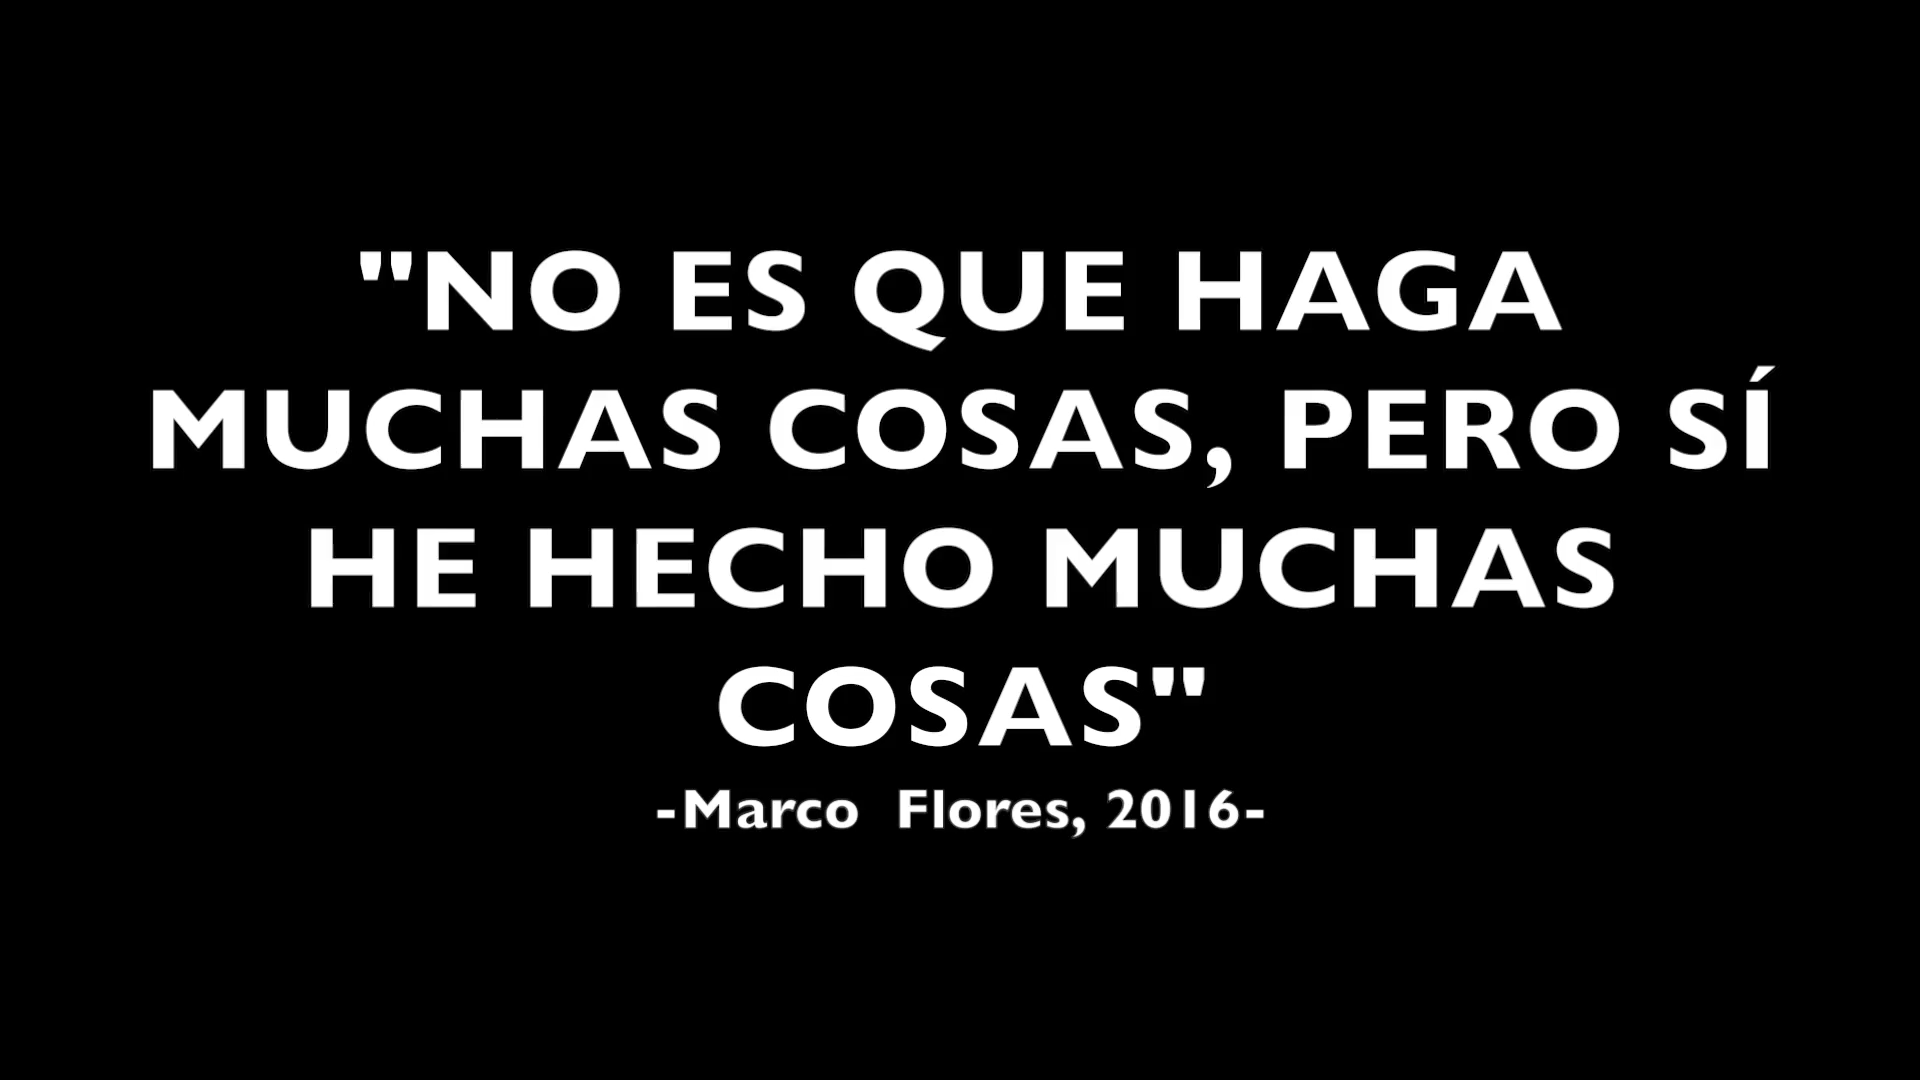 "NO ES QUE HAGA
MUCHAS COSAS, PERO SÍ
HE HECHO MUCHAS
COSAS"
-Marco  Flores, 2016-